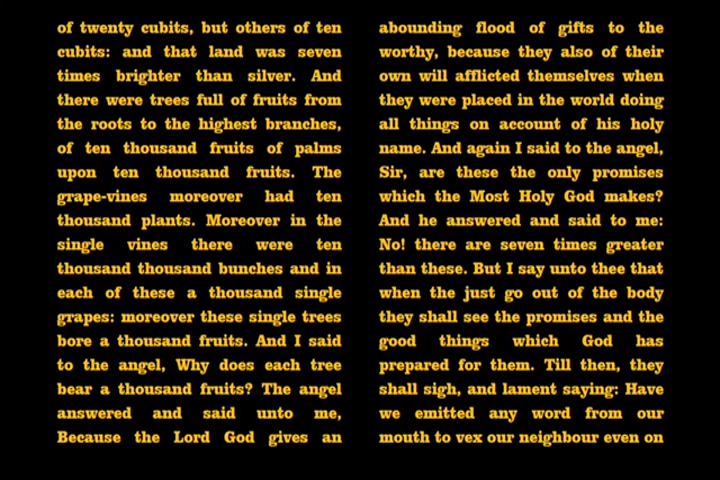 of twenty cubits, but others of ten
cubits: and that land was seven
times brighter than silver. And
there were trees full of fruits from
the roots to the highest branches,
of ten thousand fruits of palms
upon ten thousand fruits. The
grape-vines moreover had ten
thousand plants. Moreover in the
single vines there were ten
thousand thousand bunches and in
each of these a thousand single
grapes: moreover these single trees
bore a thousand fruits. And I said
to the angel, Why does each tree
bear a thousand fruits? The angel
answered and said unto me,
Because the Lord God gives an
abounding flood of gifts to the
worthy, because they also of their
own will afflicted themselves when
they were placed in the world doing
all things on account of his holy
name. And again I said to the angel,
Sir, are these the only promises
which the Most Holy God makes?
And he answered and said to me:
No! there are seven times greater
than these. But I say unto thee that
when the just go out of the body
they shall see the promises and the
good things which God has
prepared for them. Till then, they
shall sigh, and lament saying: Have
we emitted any word from our
mouth to vex our neighbour even on